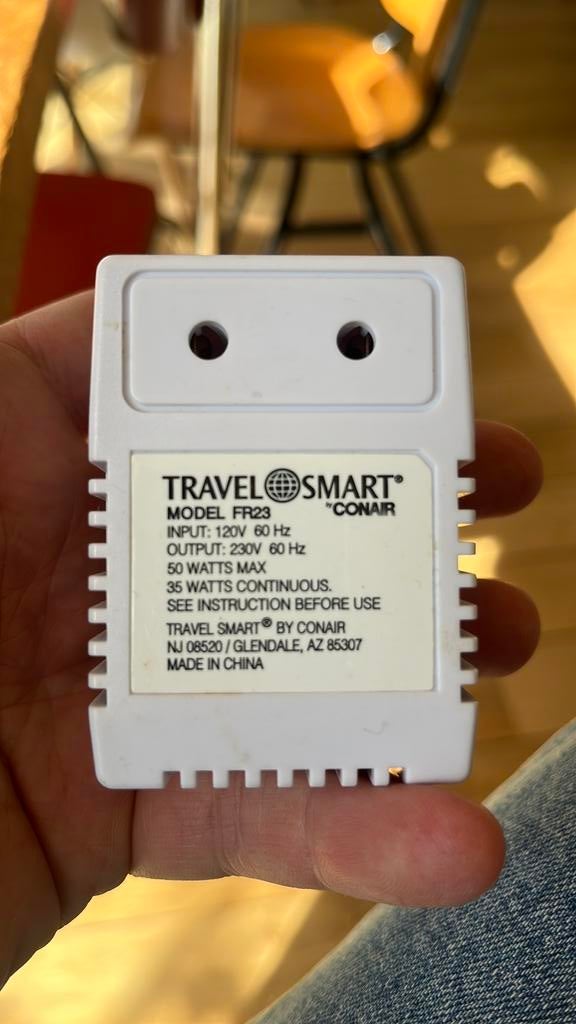 TRAVEL SMART®
by CONAIR
MODEL FR23
INPUT: 120V 60 Hz
OUTPUT: 230V 60 Hz
50 WATTS MAX
35 WATTS CONTINUOUS.
SEE INSTRUCTION BEFORE USE
TRAVEL SMART® BY CONAIR
NJ 08520 / GLENDALE, AZ 85307
MADE IN CHINA